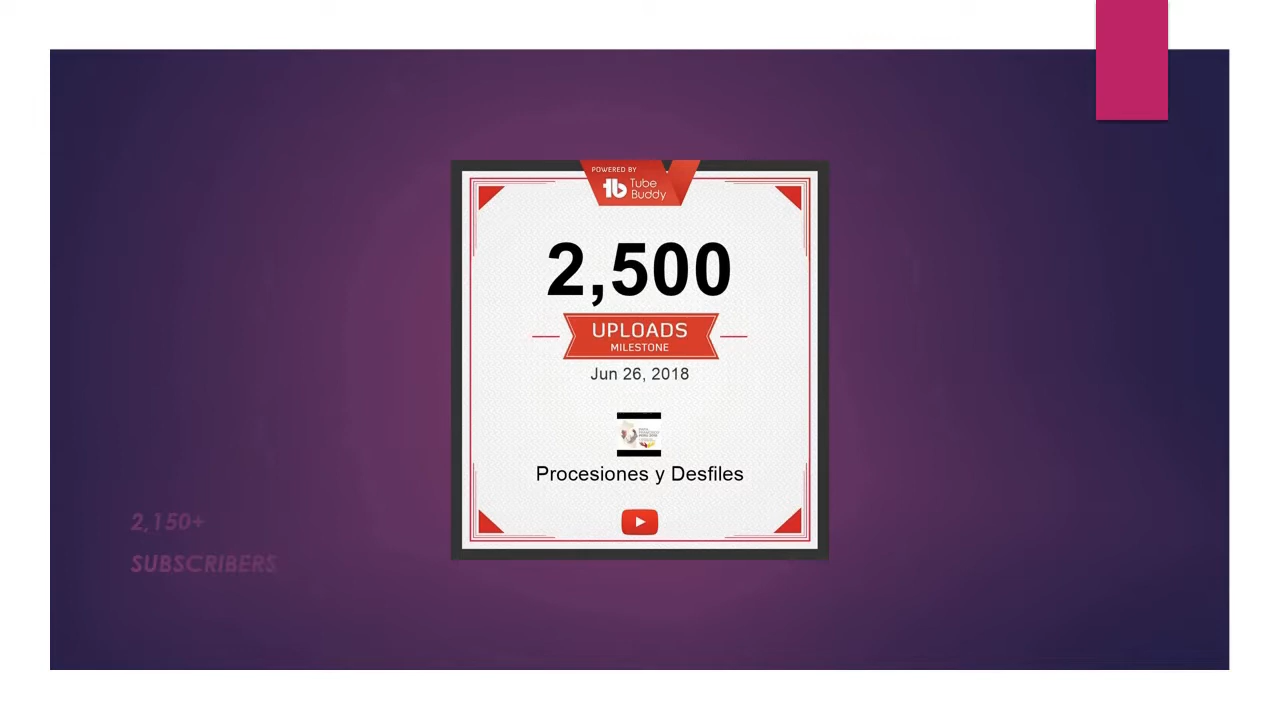 POWERED BY
Tube
Buddy
2,500
UPLOADS
MILESTONE
Jun 26, 2018
Procesiones y Desfiles
2,150+
SUBSCRIBERS